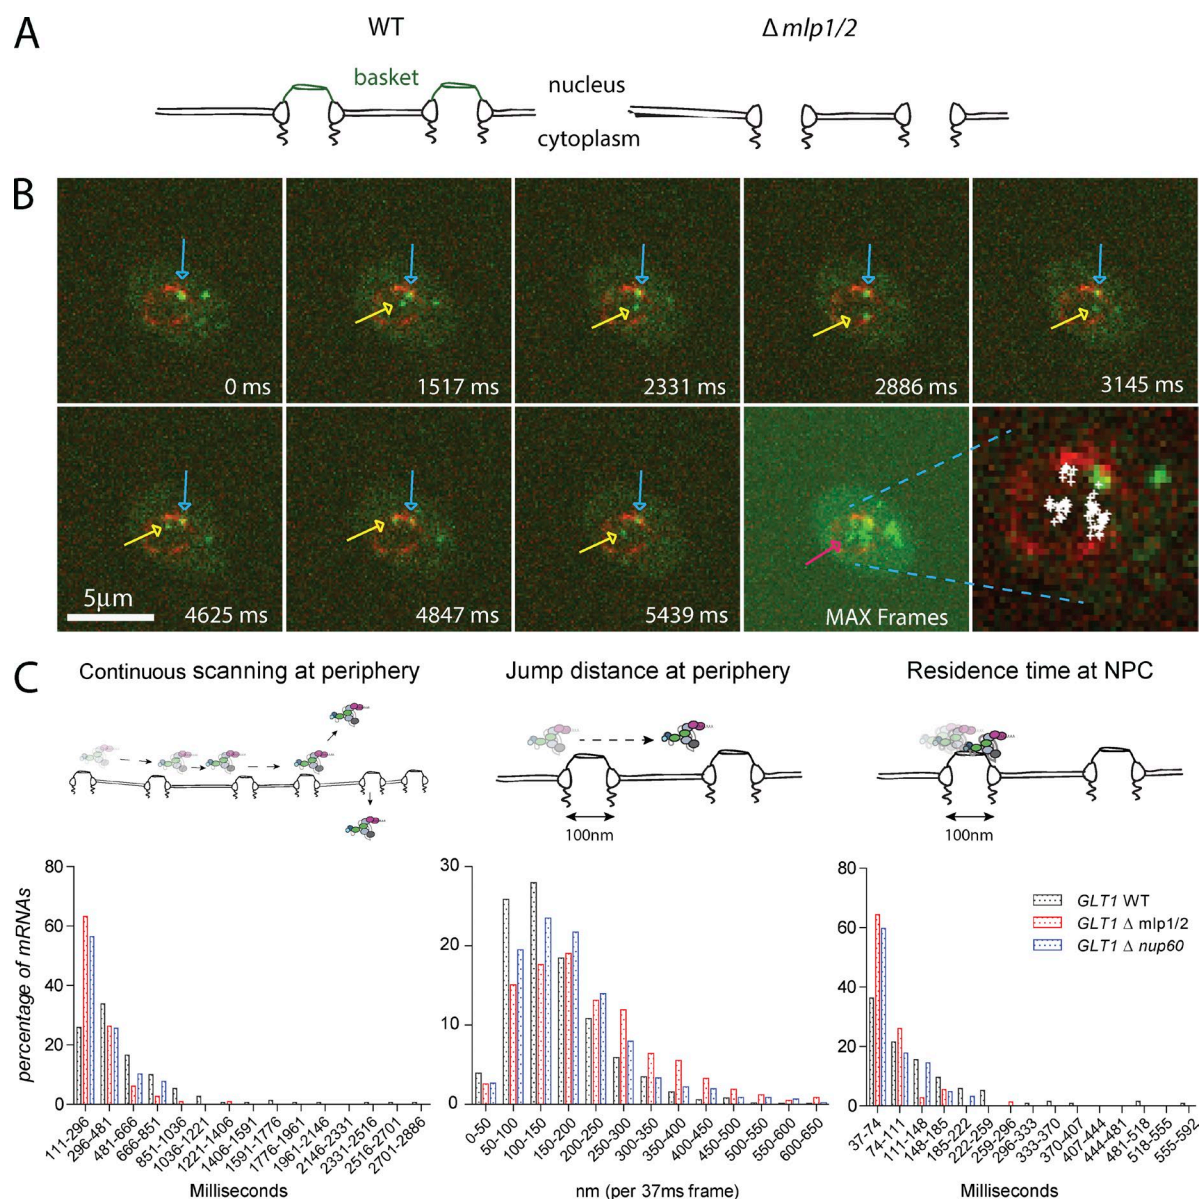 A
WT
Δ mlp1/2
basket
nucleus
cytoplasm
B
0 ms
1517 ms
2331 ms
2886 ms
3145 ms
5µm
4625 ms
4847 ms
5439 ms
MAX Frames
C
Continuous scanning at periphery
Jump distance at periphery
Residence time at NPC
100nm
100nm
percentage of mRNAs
80
60
40
20
0
111-296
296-481
481-666
666-851
851-1036
1036-1221
1221-1406
1406-1591
1591-1776
1776-1961
1961-2146
2146-2331
2331-2516
2516-2701
2701-2886
Milliseconds
30
20
10
0
0-50
50-100
100-150
150-200
200-250
250-300
300-350
350-400
400-450
450-500
500-550
550-600
600-650
nm (per 37ms frame)
80
60
40
20
0
GLT1 WT
GLT1 Δ mlp1/2
GLT1 Δ nup60
37-74
74-111
111-148
148-185
185-222
222-259
259-296
296-333
333-370
370-407
407-444
444-481
481-518
518-555
555-592
Milliseconds